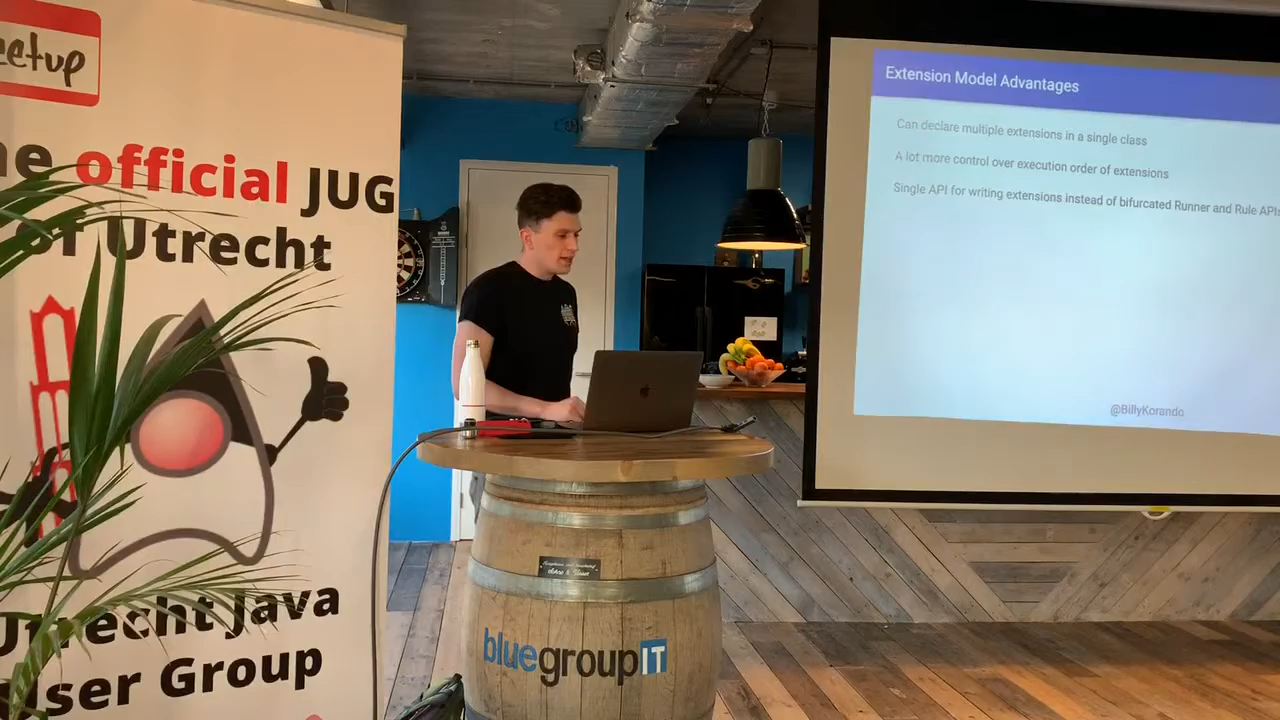 eetup
he official JUG
of Utrecht
Utrecht Java
User Group
bluegroupIT
Extension Model Advantages
Can declare multiple extensions in a single class
A lot more control over execution order of extensions
Single API for writing extensions instead of bifurcated Runner and Rule APIs
@BillyKorando